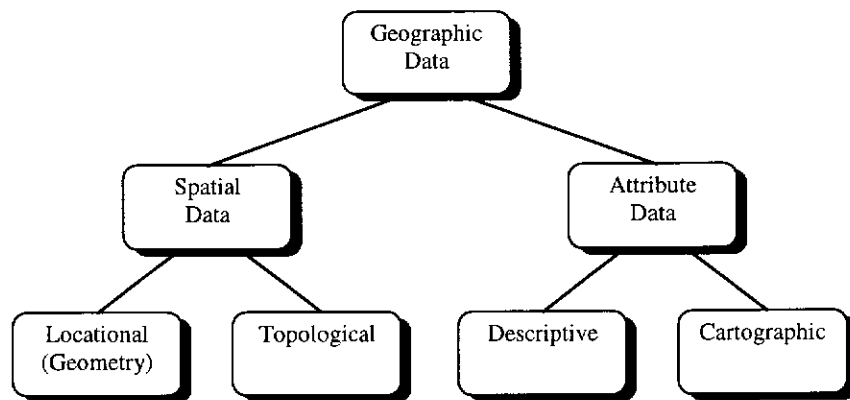 Geographic
Data
Spatial
Data
Attribute
Data
Locational
(Geometry)
Topological
Descriptive
Cartographic